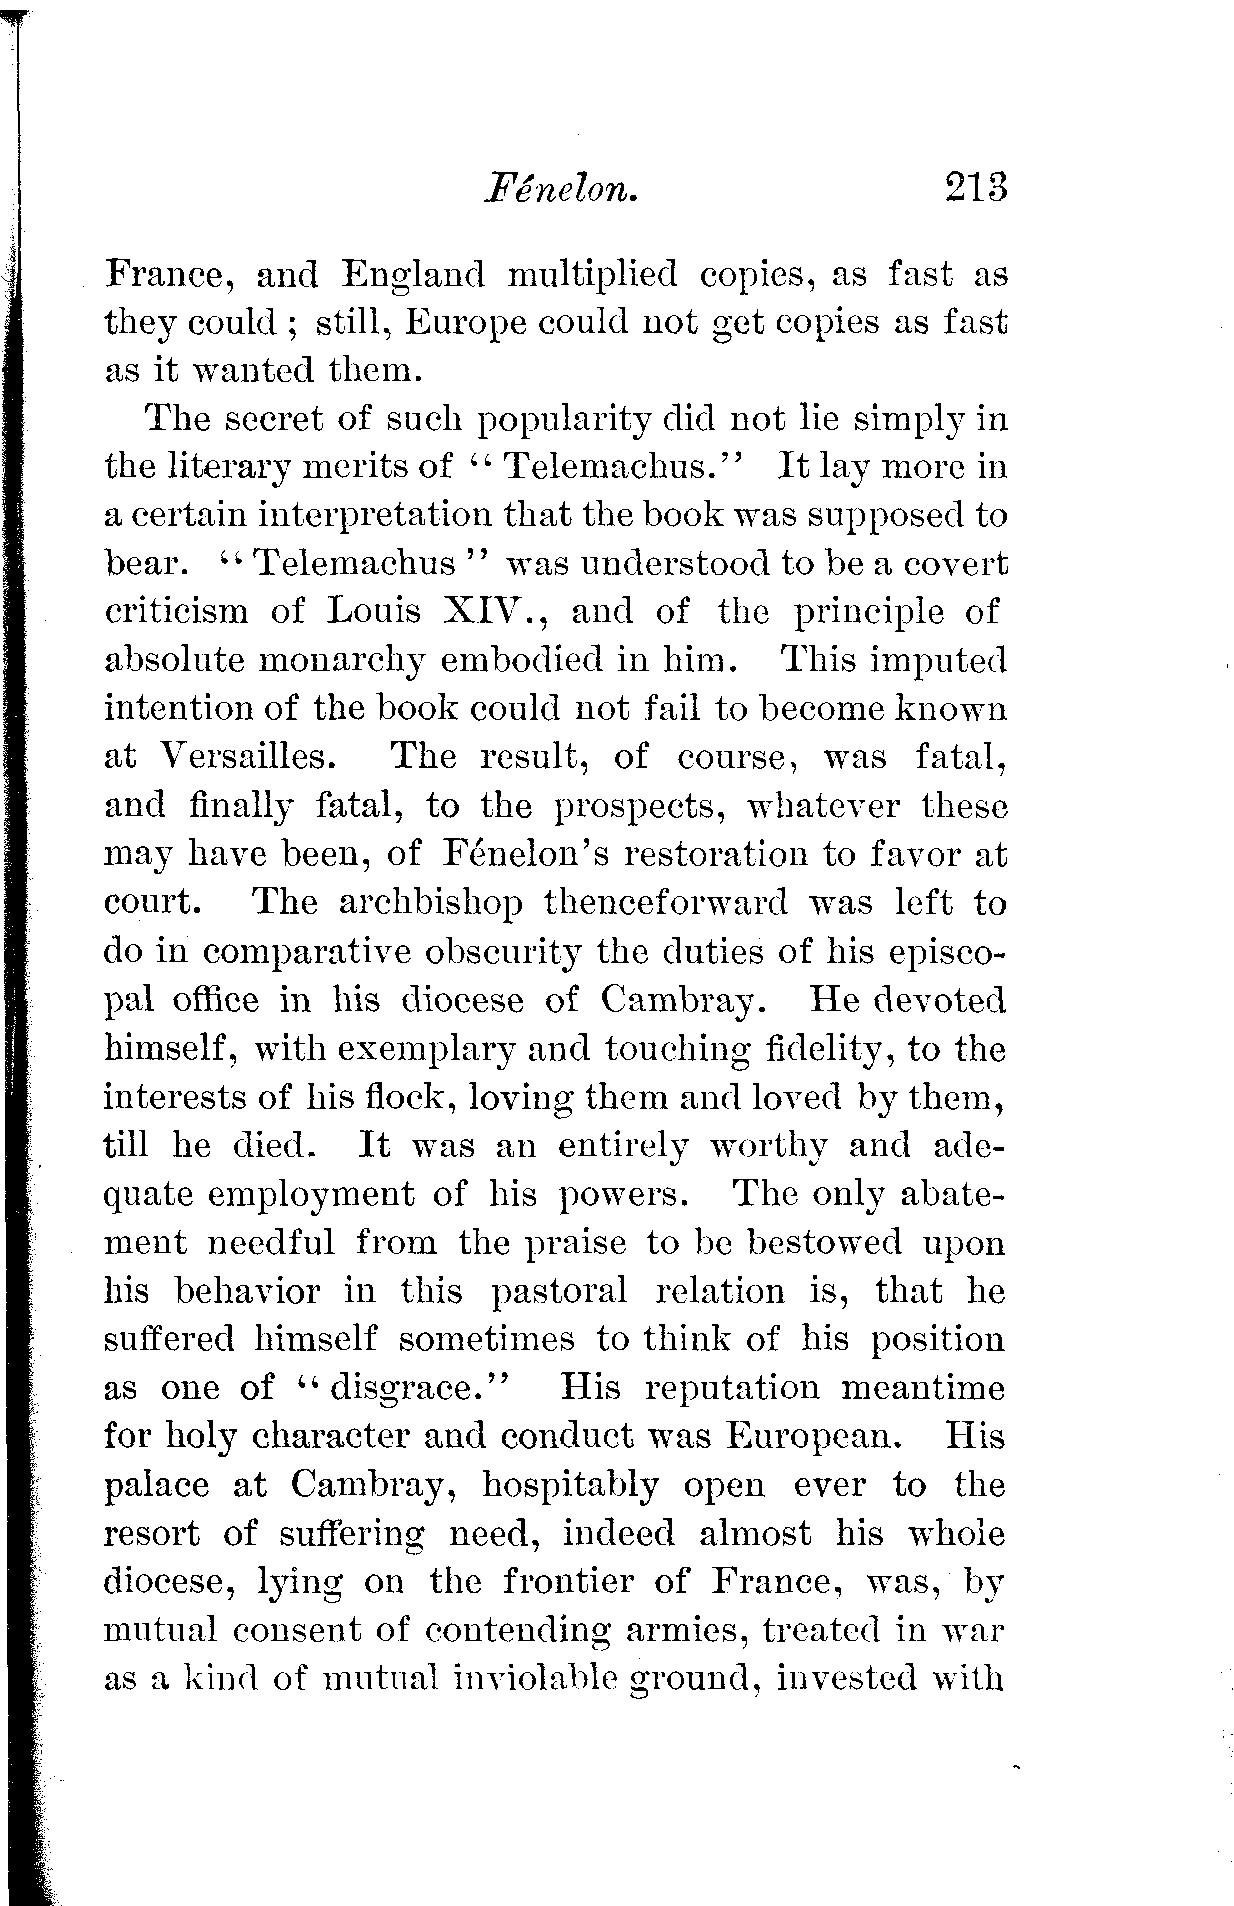 Fénelon. 213
France, and England multiplied copies, as fast as
they could ; still, Europe could not get copies as fast
as it wanted them.
The secret of such popularity did not lie simply in
the literary merits of “ Telemachus.” It lay more in
a certain interpretation that the book was supposed to
bear. “ Telemachus ” was understood to be a covert
criticism of Louis XIV., and of the principle of
absolute monarchy embodied in him. This imputed
intention of the book could not fail to become known
at Versailles. The result, of course, was fatal,
and finally fatal, to the prospects, whatever these
may have been, of Fénelon’s restoration to favor at
court. The archbishop thenceforward was left to
do in comparative obscurity the duties of his episco-
pal office in his diocese of Cambray. He devoted
himself, with exemplary and touching fidelity, to the
interests of his flock, loving them and loved by them,
till he died. It was an entirely worthy and ade-
quate employment of his powers. The only abate-
ment needful from the praise to be bestowed upon
his behavior in this pastoral relation is, that he
suffered himself sometimes to think of his position
as one of “ disgrace.” His reputation meantime
for holy character and conduct was European. His
palace at Cambray, hospitably open ever to the
resort of suffering need, indeed almost his whole
diocese, lying on the frontier of France, was, by
mutual consent of contending armies, treated in war
as a kind of mutual inviolable ground, invested with